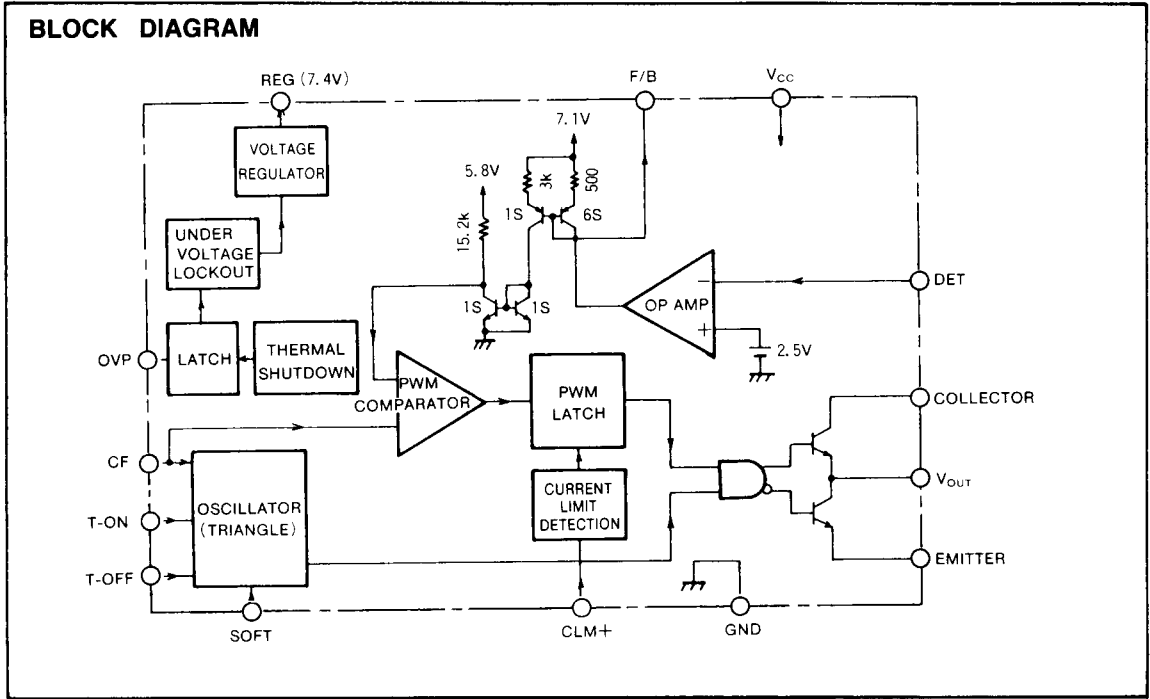 BLOCK DIAGRAM
REG (7.4V)
F/B
Vcc
7.1V
VOLTAGE
REGULATOR
5.8V
3k
500
1S
6S
15.2k
UNDER
VOLTAGE
LOCKOUT
DET
OP AMP
−
+
1S
1S
2.5V
OVP
LATCH
THERMAL
SHUTDOWN
PWM
COMPARATOR
PWM
LATCH
COLLECTOR
CF
OSCILLATOR
(TRIANGLE)
CURRENT
LIMIT
DETECTION
VOUT
T-ON
T-OFF
EMITTER
SOFT
CLM+
GND